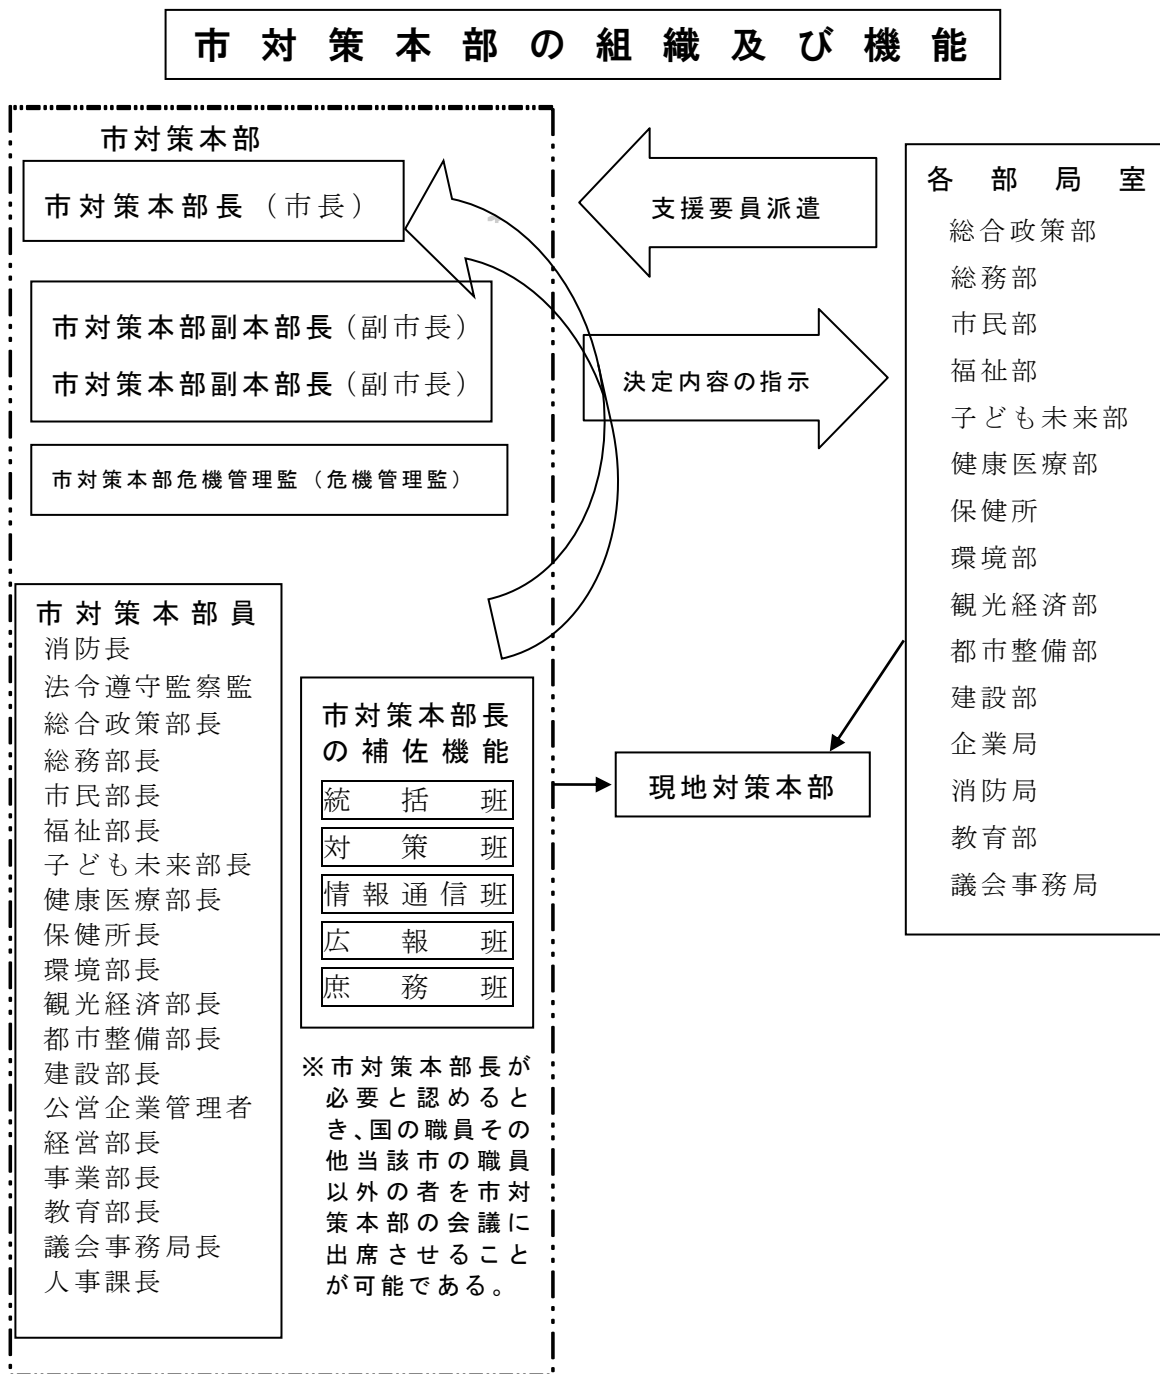 市対策本部の組織及び機能
市対策本部
市対策本部長（市長）
市対策本部副本部長（副市長）
市対策本部副本部長（副市長）
市対策本部危機管理監（危機管理監）
市対策本部員
消防長
法令遵守監察監
総合政策部長
総務部長
市民部長
福祉部長
子ども未来部長
健康医療部長
保健所長
環境部長
観光経済部長
都市整備部長
建設部長
公営企業管理者
経営部長
事業部長
教育部長
議会事務局長
人事課長
市対策本部長
の補佐機能
統括班
対策班
情報通信班
広報班
庶務班
※市対策本部長が
必要と認めると
き、国の職員その
他当該市の職員
以外の者を市対
策本部の会議に
出席させること
が可能である。
支援要員派遣
決定内容の指示
現地対策本部
各部局室
総合政策部
総務部
市民部
福祉部
子ども未来部
健康医療部
保健所
環境部
観光経済部
都市整備部
建設部
企業局
消防局
教育部
議会事務局